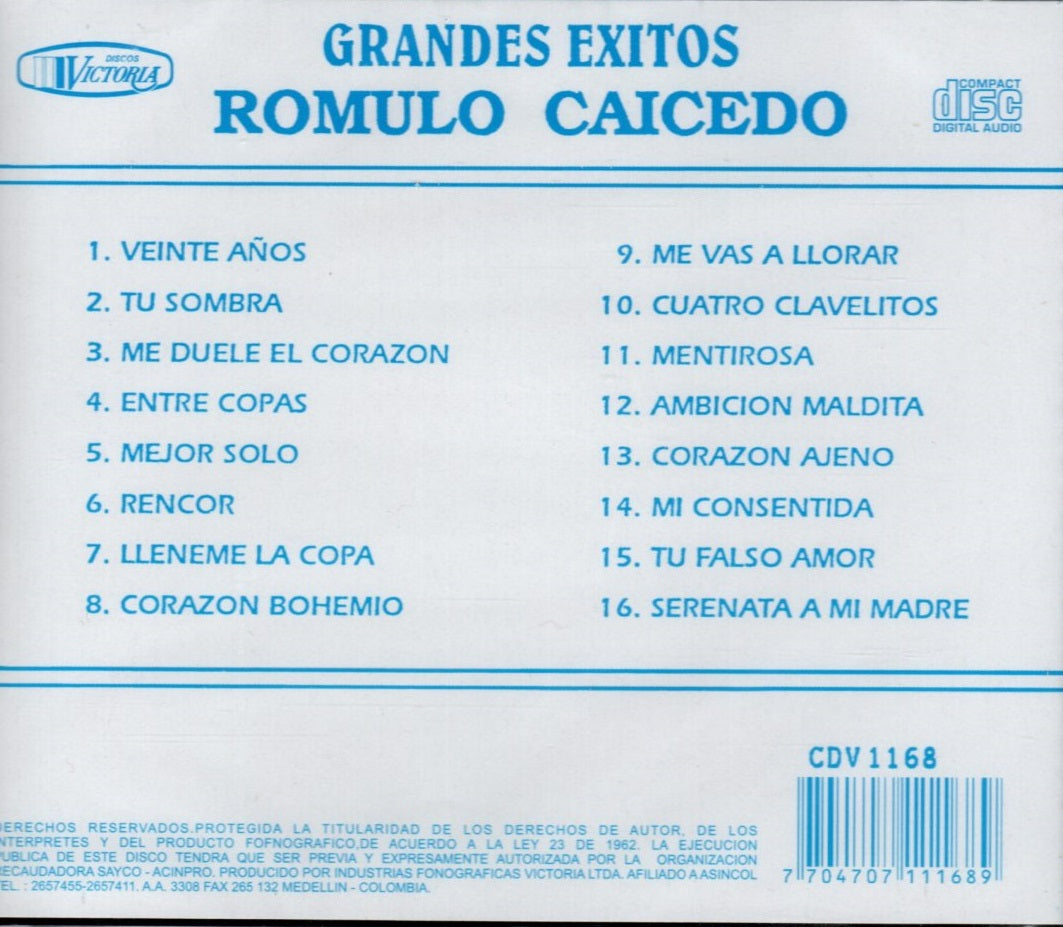 DISCOS
VICTORIA
GRANDES EXITOS
ROMULO CAICEDO
COMPACT
disc
DIGITAL AUDIO
1. VEINTE AÑOS
2. TU SOMBRA
3. ME DUELE EL CORAZON
4. ENTRE COPAS
5. MEJOR SOLO
6. RENCOR
7. LLENEME LA COPA
8. CORAZON BOHEMIO
9. ME VAS A LLORAR
10. CUATRO CLAVELITOS
11. MENTIROSA
12. AMBICION MALDITA
13. CORAZON AJENO
14. MI CONSENTIDA
15. TU FALSO AMOR
16. SERENATA A MI MADRE
CDV 1168
DERECHOS RESERVADOS.PROTEGIDA LA TITULARIDAD DE LOS DERECHOS DE AUTOR, DE LOS
INTERPRETES Y DEL PRODUCTO FOFNOGRAFICO,DE ACUERDO A LA LEY 23 DE 1962. LA EJECUCION
PUBLICA DE ESTE DISCO TENDRA QUE SER PREVIA Y EXPRESAMENTE AUTORIZADA POR LA ORGANIZACION
RECAUDADORA SAYCO - ACINPRO. PRODUCIDO POR INDUSTRIAS FONOGRAFICAS VICTORIA LTDA. AFILIADO A ASINCOL
TEL. : 2657455-2657411. A.A. 3308 FAX 265 132 MEDELLIN - COLOMBIA.
7 704707 111689